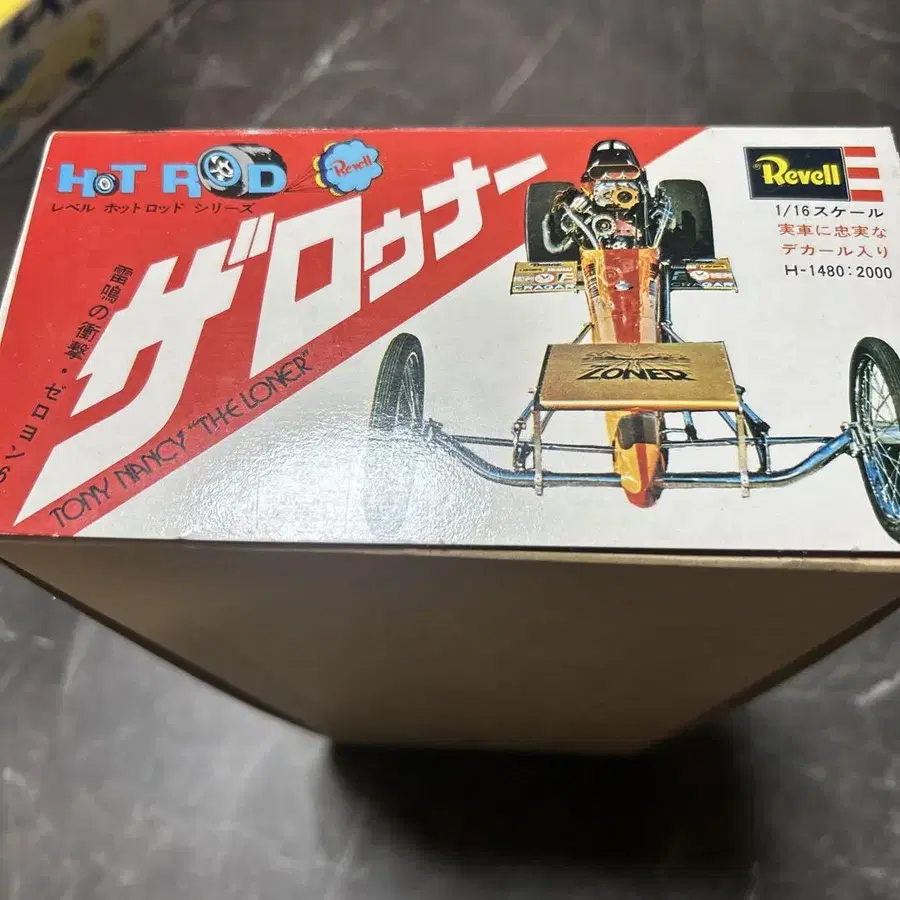 HOT ROD
Revell
レベル ホットロッド シリーズ
ザロゥナー
雷鳴の衝撃・ゼロヨン
TONY NANCY "THE LONER"
LONER
Revell
1/16スケール
実車に忠実な
デカール入り
H-1480:2000